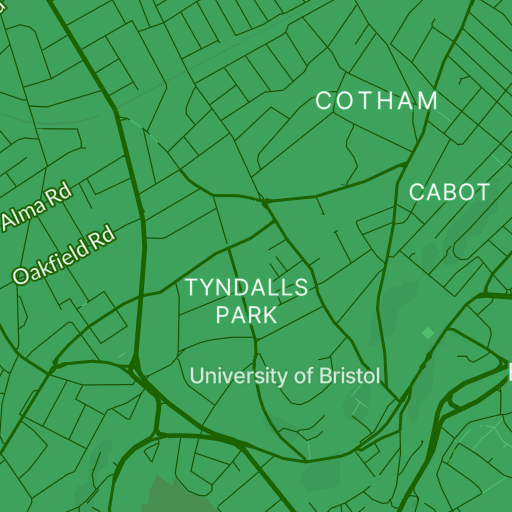 COTHAM
CABOT
Alma Rd
Oakfield Rd
TYNDALLS
PARK
University of Bristol